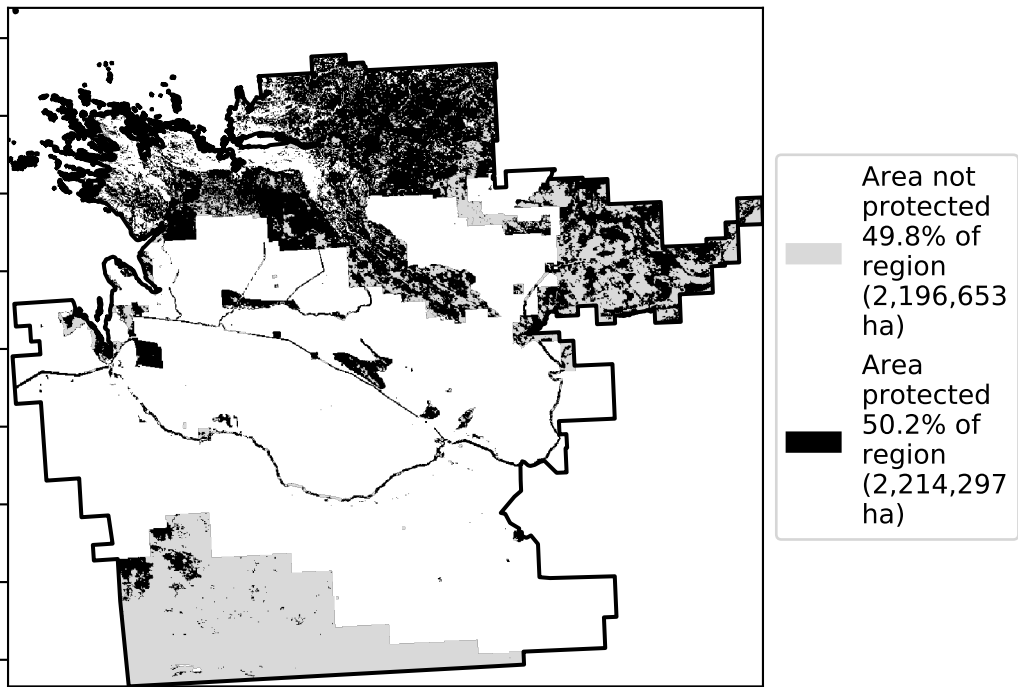 Area not
protected
49.8% of
region
(2,196,653
ha)
Area
protected
50.2% of
region
(2,214,297
ha)